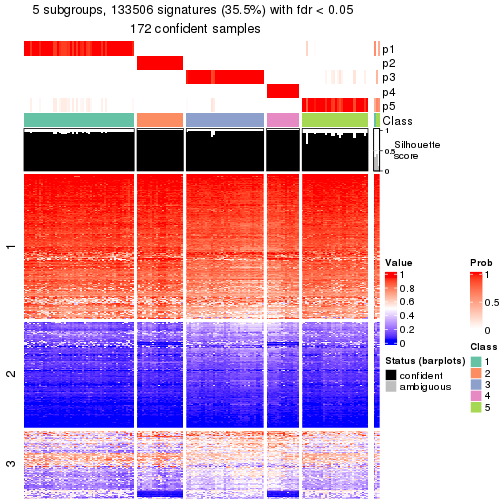 5 subgroups, 133506 signatures (35.5%) with fdr < 0.05
172 confident samples
p1
p2
p3
p4
p5
Class
1
0.5
0
Silhouette
score
1
2
3
Value
1
0.8
0.6
0.4
0.2
0
Prob
1
0.5
0
Status (barplots)
confident
ambiguous
Class
1
2
3
4
5